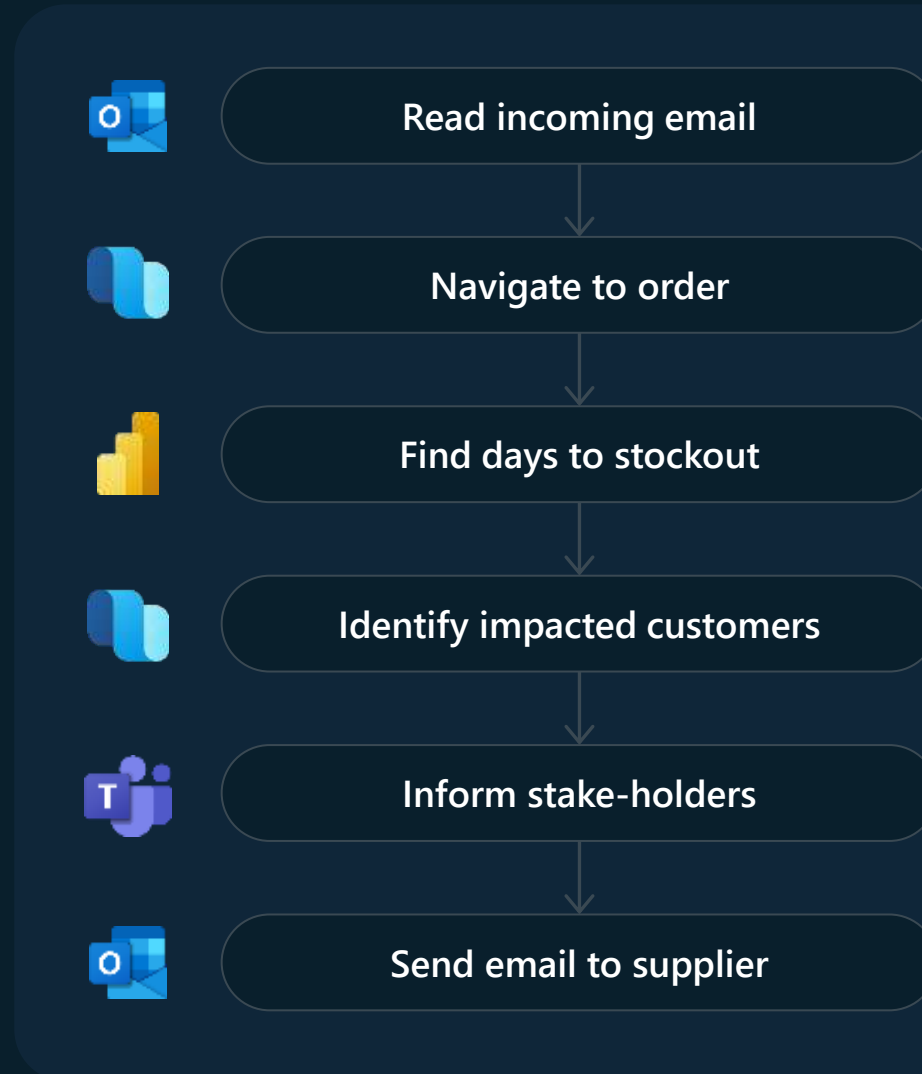 Read incoming email
Navigate to order
Find days to stockout
Identify impacted customers
T
Inform stake-holders
Send email to supplier